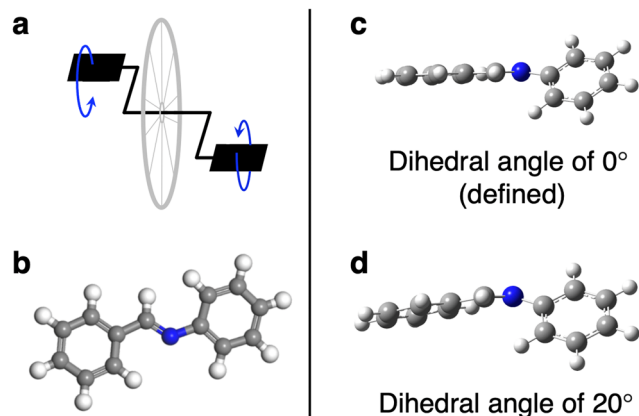 a
b
c
Dihedral angle of 0°
(defined)
d
Dihedral angle of 20°